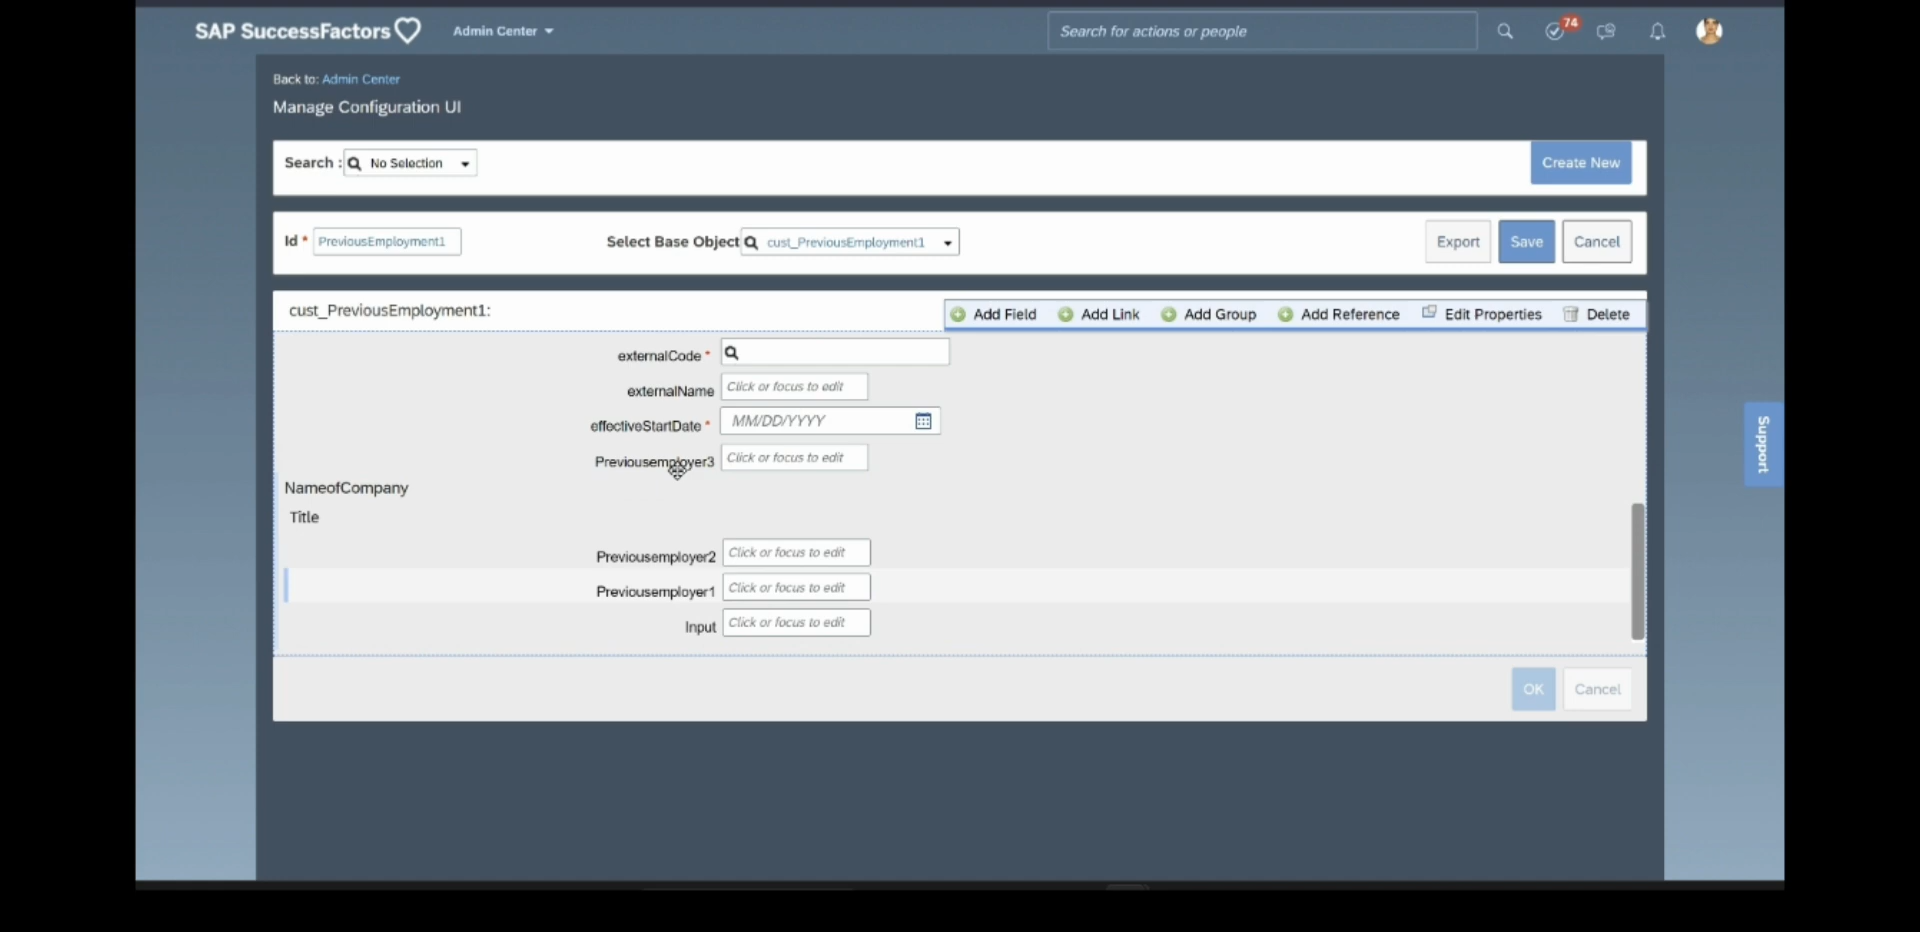 SAP SuccessFactors Admin Center Search for actions or people 74
Back to: Admin Center
Manage Configuration UI
Search : No Selection Create New
Id * PreviousEmployment1 Select Base Object cust_PreviousEmployment1 Export Save Cancel
cust_PreviousEmployment1: Add Field Add Link Add Group Add Reference Edit Properties Delete
externalCode *
externalName Click or focus to edit
effectiveStartDate * MM/DD/YYYY
Previousemployer3 Click or focus to edit
Support
NameofCompany
Title
Previousemployer2 Click or focus to edit
Previousemployer1 Click or focus to edit
Input Click or focus to edit
OK Cancel